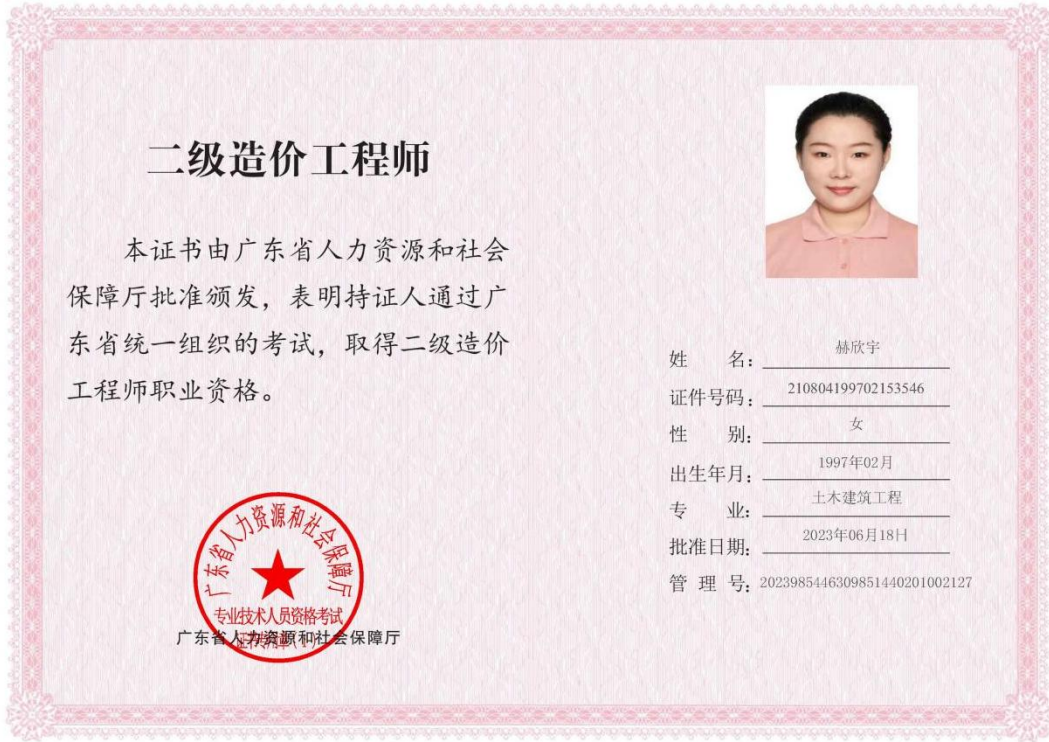 二级造价工程师
本证书由广东省人力资源和社会
保障厅批准颁发，表明持证人通过广
东省统一组织的考试，取得二级造价
工程师职业资格。
广东省人力资源和社会保障厅
专业技术人员资格考试
证书专用章(1)
广东省人力资源和社会保障厅
姓 名：赫欣宇
证件号码：210804199702153546
性 别：女
出生年月：1997年02月
专 业：土木建筑工程
批准日期：2023年06月18日
管 理 号：2023985446309851440201002127